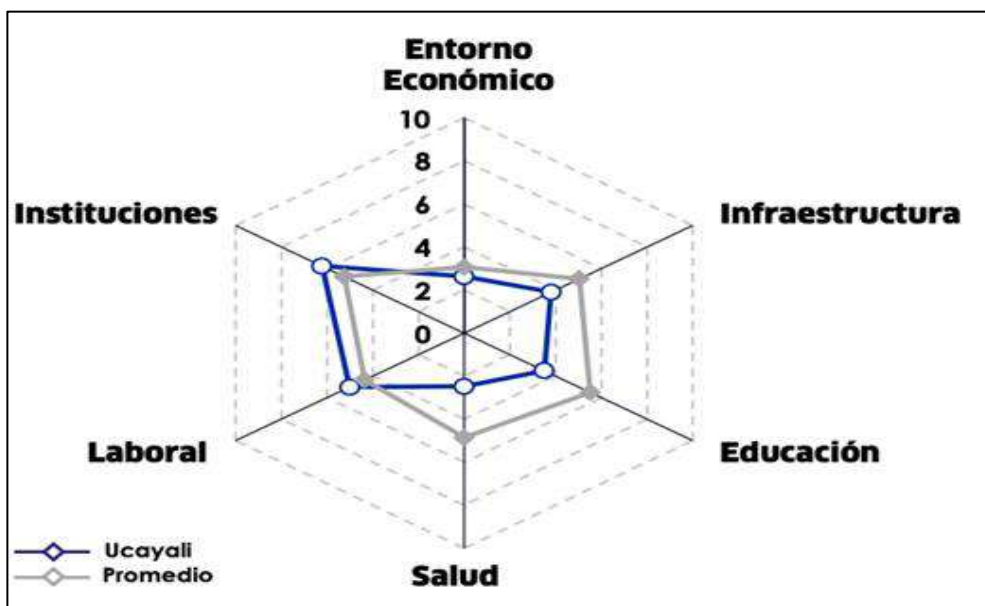 Entorno
Económico
10
8
6
4
2
0
Instituciones
Infraestructura
Laboral
Educación
Salud
Ucayali
Promedio